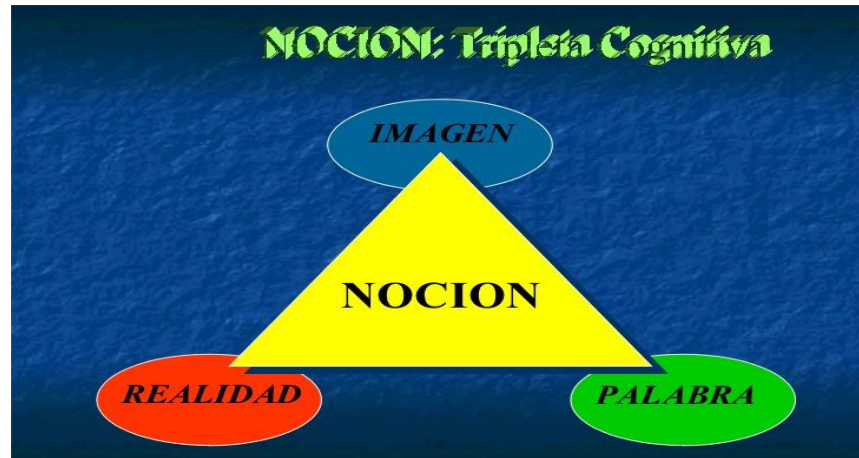 NOCION: Tripleta Cognitiva
IMAGEN
NOCION
REALIDAD
PALABRA